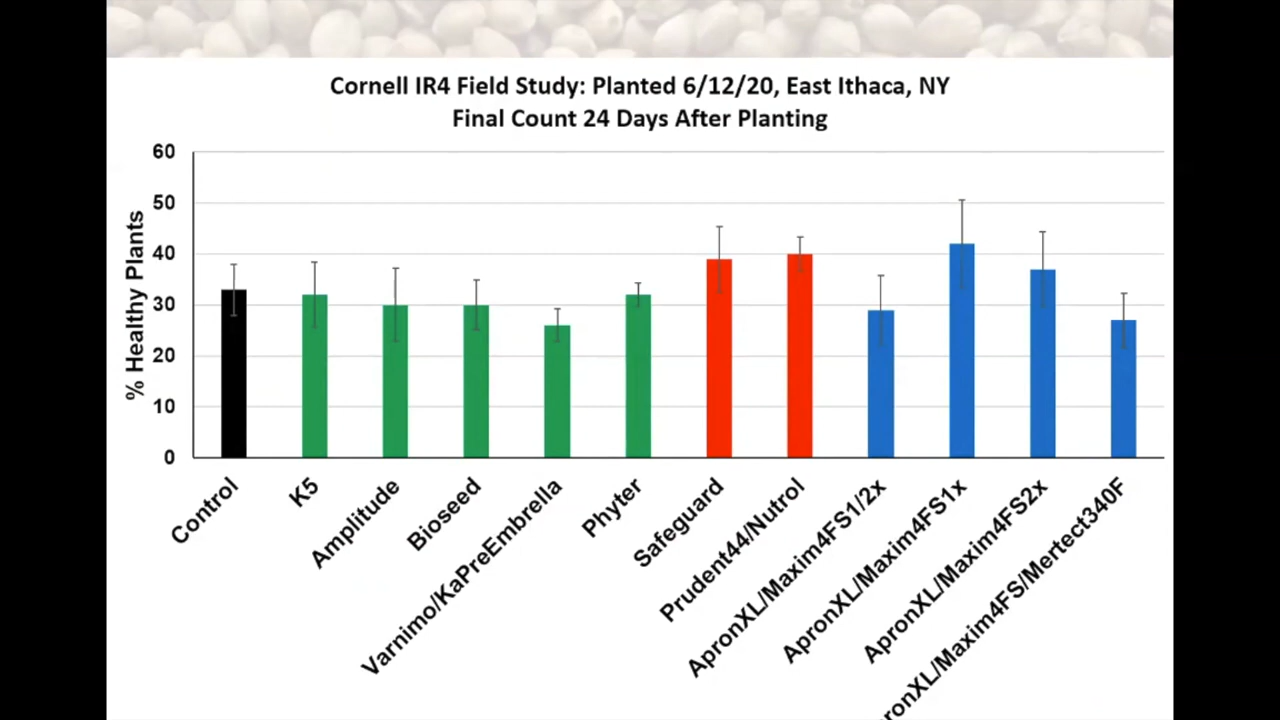 Cornell IR4 Field Study: Planted 6/12/20, East Ithaca, NY
Final Count 24 Days After Planting
% Healthy Plants
60
50
40
30
20
10
0
Control
K5
Amplitude
Bioseed
Varnimo/KaPreEmbrella
Phyter
Safeguard
Prudent44/Nutrol
ApronXL/Maxim4FS1/2x
ApronXL/Maxim4FS1x
ApronXL/Maxim4FS2x
ronXL/Maxim4FS/Mertect340F